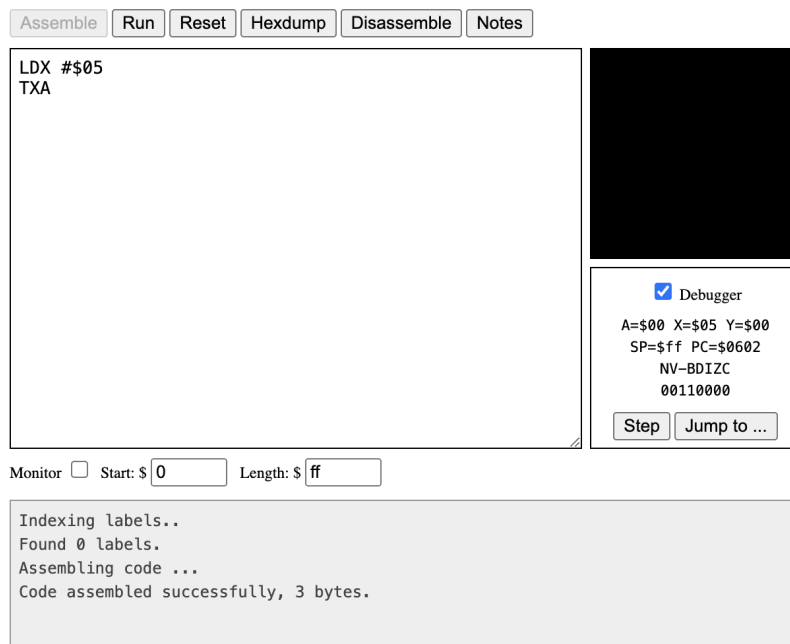 Assemble Run Reset Hexdump Disassemble Notes
LDX #$05
TXA
Debugger
A=$00 X=$05 Y=$00
SP=$ff PC=$0602
NV-BDIZC
00110000
Step Jump to ...
Monitor Start: $ 0 Length: $ ff
Indexing labels..
Found 0 labels.
Assembling code ...
Code assembled successfully, 3 bytes.